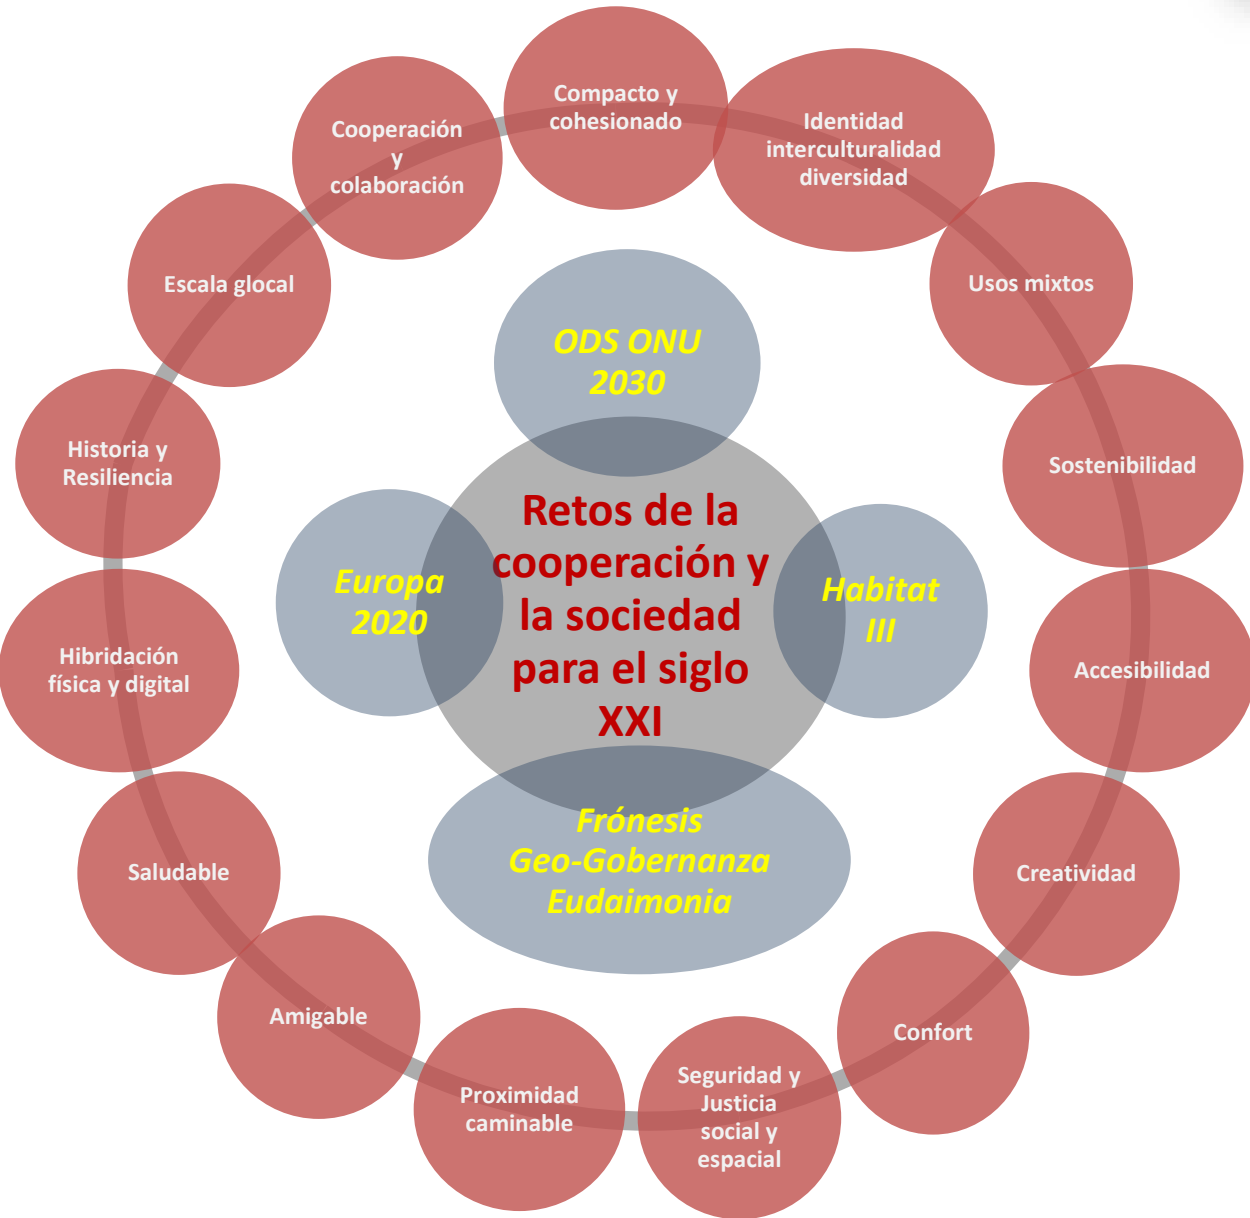 Compacto y
cohesionado
Identidad
interculturalidad
diversidad
Usos mixtos
Sostenibilidad
Accesibilidad
Creatividad
Confort
Seguridad y
Justicia
social y
espacial
Proximidad
caminable
Amigable
Saludable
Hibridación
física y digital
Historia y
Resiliencia
Escala glocal
Cooperación
y
colaboración
ODS ONU
2030
Habitat
III
Frónesis
Geo-Gobernanza
Eudaimonia
Europa
2020
Retos de la
cooperación y
la sociedad
para el siglo
XXI